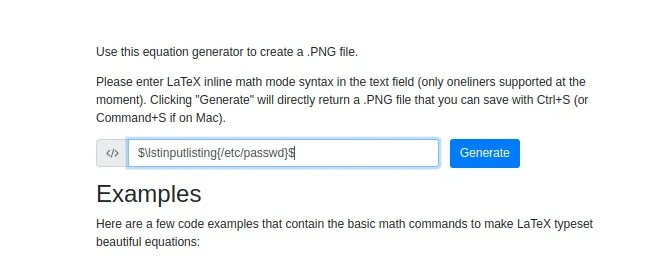 Use this equation generator to create a .PNG file.
Please enter LaTeX inline math mode syntax in the text field (only oneliners supported at the
moment). Clicking "Generate" will directly return a .PNG file that you can save with Ctrl+S (or
Command+S if on Mac).
</> $\lstinputlisting{/etc/passwd}$ Generate
Examples
Here are a few code examples that contain the basic math commands to make LaTeX typeset
beautiful equations: